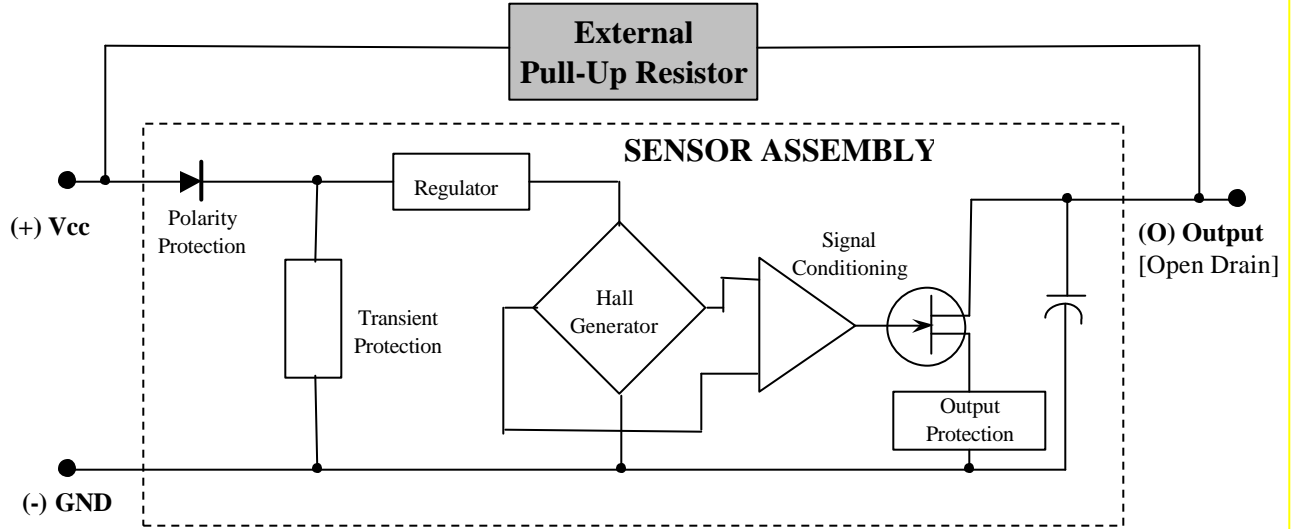 External
Pull-Up Resistor
SENSOR ASSEMBLY
Regulator
(+) Vcc
Polarity
Protection
Signal
Conditioning
(O) Output
[Open Drain]
Hall
Generator
Transient
Protection
Output
Protection
(-) GND